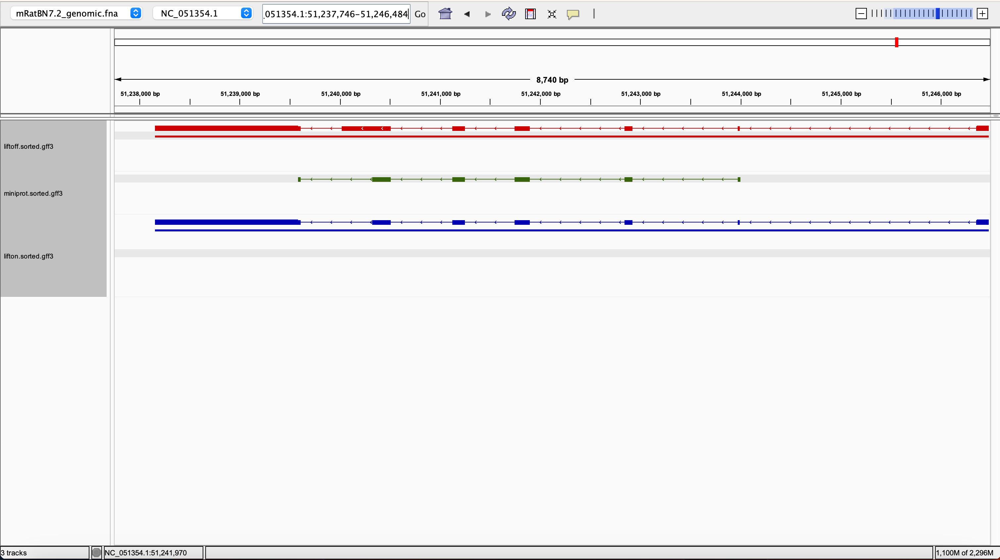 mRatBN7.2_genomic.fna NC_051354.1 _051354.1:51,237,746-51,246,484 Go
8,740 bp
51,238,000 bp 51,239,000 bp 51,240,000 bp 51,241,000 bp 51,242,000 bp 51,243,000 bp 51,244,000 bp 51,245,000 bp 51,246,000 bp
liftoff.sorted.gff3
miniprot.sorted.gff3
lifton.sorted.gff3
3 tracks NC_051354.1:51,241,970 1,100M of 2,296M